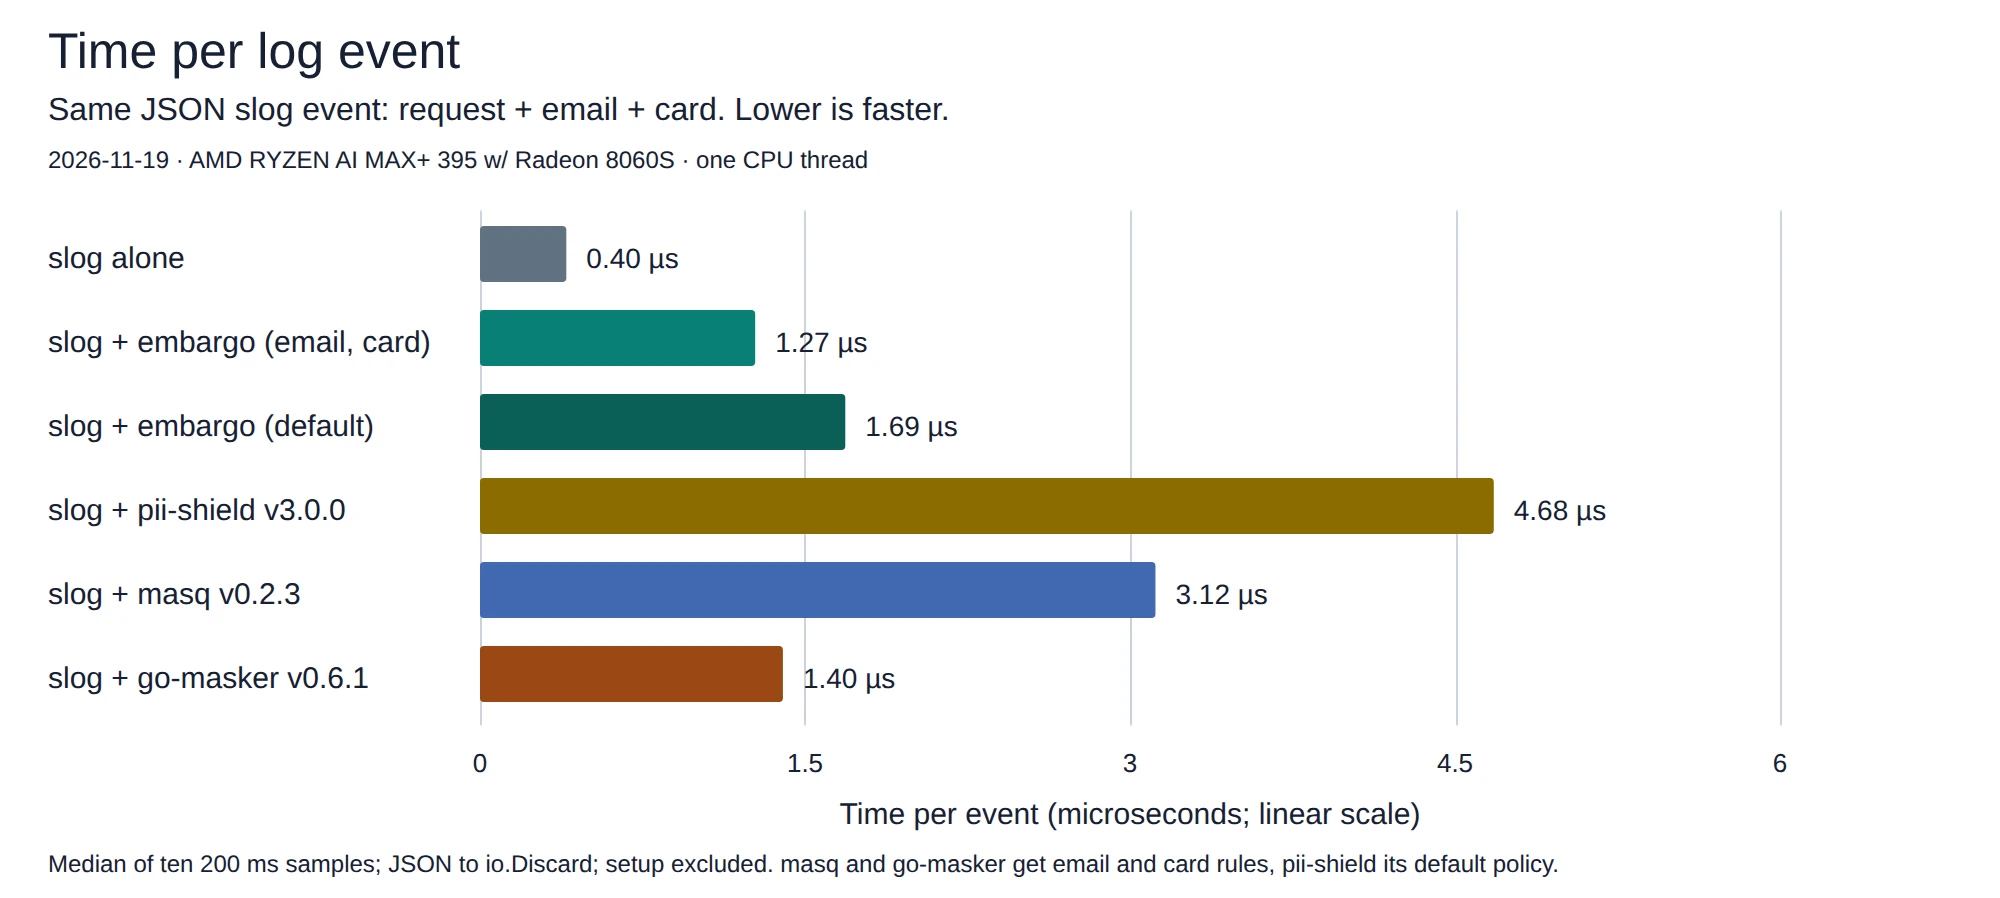 Time per log event
Same JSON slog event: request + email + card. Lower is faster.
2026-11-19 · AMD RYZEN AI MAX+ 395 w/ Radeon 8060S · one CPU thread
slog alone
0.40 µs
slog + embargo (email, card)
1.27 µs
slog + embargo (default)
1.69 µs
slog + pii-shield v3.0.0
4.68 µs
slog + masq v0.2.3
3.12 µs
slog + go-masker v0.6.1
1.40 µs
0 1.5 3 4.5 6
Time per event (microseconds; linear scale)
Median of ten 200 ms samples; JSON to io.Discard; setup excluded. masq and go-masker get email and card rules, pii-shield its default policy.